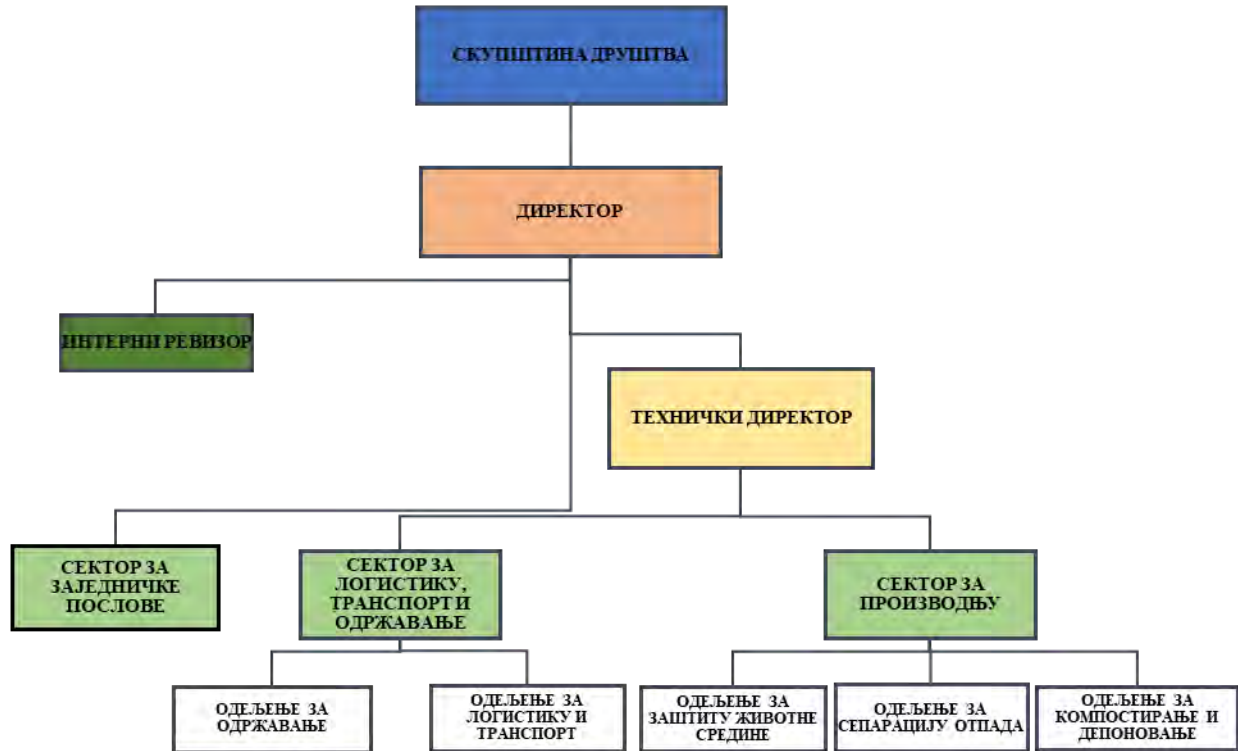 СКУПШТИНА ДРУШТВА
ДИРЕКТОР
ИНТЕРНИ РЕВИЗОР
ТЕХНИЧКИ ДИРЕКТОР
СЕКТОР ЗА
ЗАЈЕДНИЧКЕ
ПОСЛОВЕ
СЕКТОР ЗА
ЛОГИСТИКУ,
ТРАНСПОРТ И
ОДРЖАВАЊЕ
СЕКТОР ЗА
ПРОИЗВОДЊУ
ОДЕЉЕЊЕ ЗА
ОДРЖАВАЊЕ
ОДЕЉЕЊЕ ЗА
ЛОГИСТИКУ И
ТРАНСПОРТ
ОДЕЉЕЊЕ ЗА
ЗАШТИТУ ЖИВОТНЕ
СРЕДИНЕ
ОДЕЉЕЊЕ ЗА
СЕПАРАЦИЈУ ОТПАДА
ОДЕЉЕЊЕ ЗА
КОМПОСТИРАЊЕ И
ДЕПОНОВАЊЕ